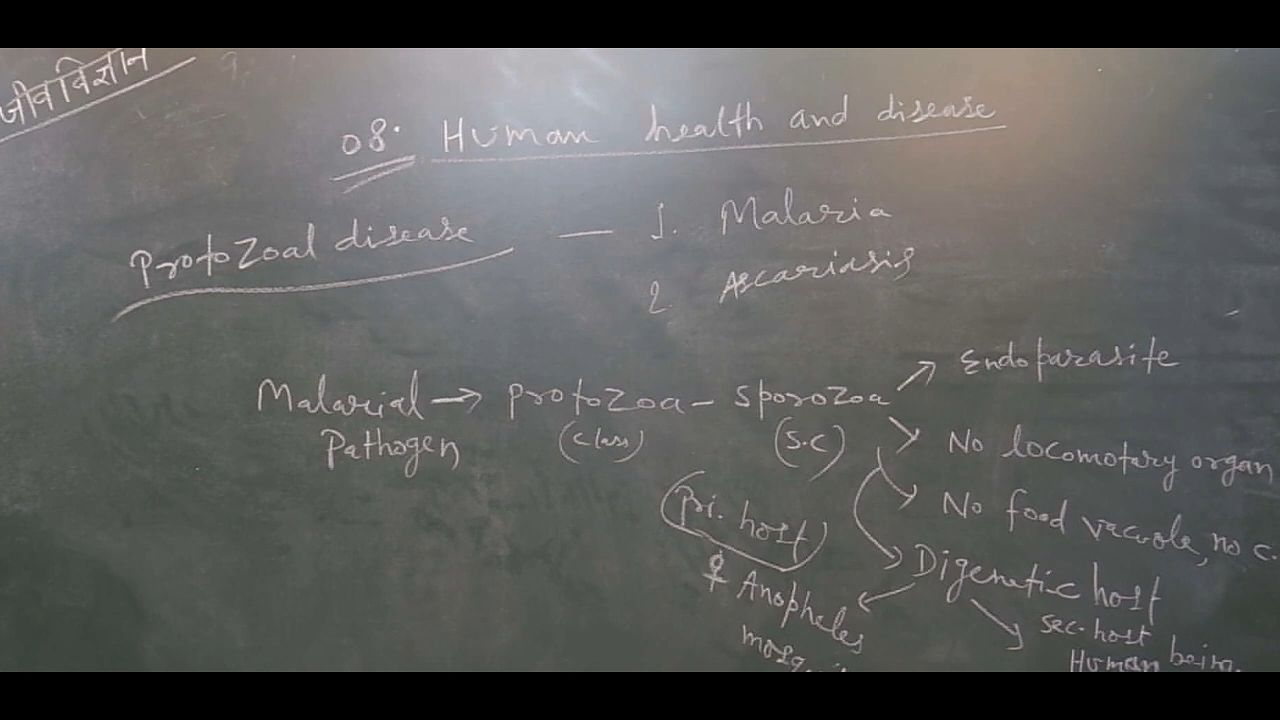 जीवविज्ञान
08. Human health and disease
Protozoal disease — 1. Malaria
2. Ascariasis
Malarial → Protozoa - Sporozoa
Pathogen (class) (S.C)
Endoparasite
No locomotary organ
No food vacuole, no c.
Digenetic host
Pri. host
♀ Anopheles
sec. host
Human